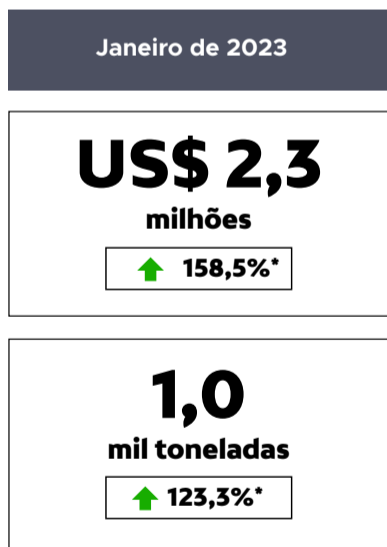 Janeiro de 2023
US$ 2,3
milhões
158,5%*
1,0
mil toneladas
123,3%*